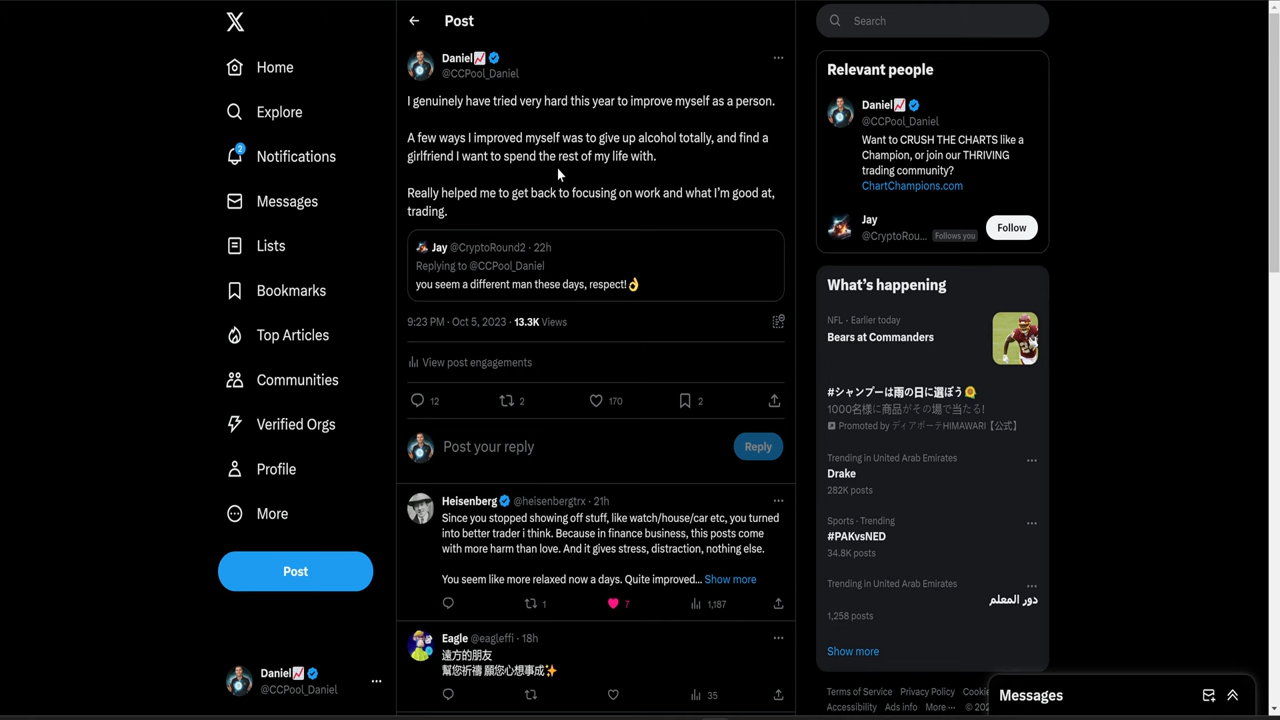 Home
Explore
2
Notifications
Messages
Lists
Bookmarks
Top Articles
Communities
Verified Orgs
Profile
More
Post
Daniel📈
@CCPool_Daniel
Post
Daniel📈
@CCPool_Daniel
I genuinely have tried very hard this year to improve myself as a person.
A few ways I improved myself was to give up alcohol totally, and find a
girlfriend I want to spend the rest of my life with.
Really helped me to get back to focusing on work and what I'm good at,
trading.
Jay @CryptoRound2 · 22h
Replying to @CCPool_Daniel
you seem a different man these days, respect!👌
9:23 PM · Oct 5, 2023 · 13.3K Views
View post engagements
12 2 170 2
Post your reply
Reply
Heisenberg @heisenbergtrx · 21h
Since you stopped showing off stuff, like watch/house/car etc, you turned
into better trader i think. Because in finance business, this posts come
with more harm than love. And it gives stress, distraction, nothing else.
You seem like more relaxed now a days. Quite improved... Show more
1 7 1,187
Eagle @eagleffi · 18h
遠方的朋友
幫您祈禱 願您心想事成✨
35
Search
Relevant people
Daniel📈
@CCPool_Daniel
Want to CRUSH THE CHARTS like a
Champion, or join our THRIVING
trading community?
ChartChampions.com
Jay
@CryptoRou... Follows you
Follow
What's happening
NFL · Earlier today
Bears at Commanders
#シャンプーは雨の日に選ぼう🌻
1000名様に商品がその場で当たる!
Promoted by ディアボーテHIMAWARI【公式】
Trending in United Arab Emirates
Drake
282K posts
Sports · Trending
#PAKvsNED
34.8K posts
Trending in United Arab Emirates
دور المعلم
1,258 posts
Show more
Terms of Service Privacy Policy Cookie
Accessibility Ads info More ··· © 202
Messages